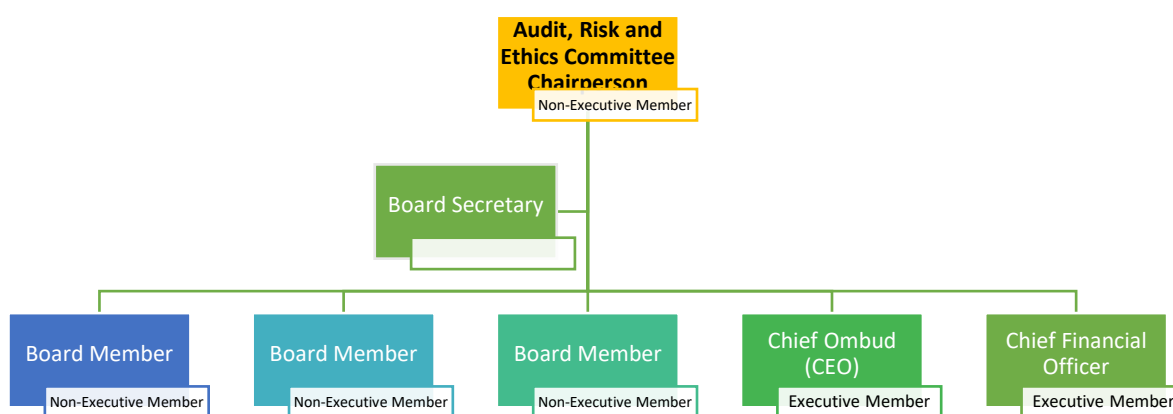 Audit, Risk and
Ethics Committee
Chairperson
Non-Executive Member
Board Secretary
Board Member
Non-Executive Member
Board Member
Non-Executive Member
Board Member
Non-Executive Member
Chief Ombud
(CEO)
Executive Member
Chief Financial
Officer
Executive Member